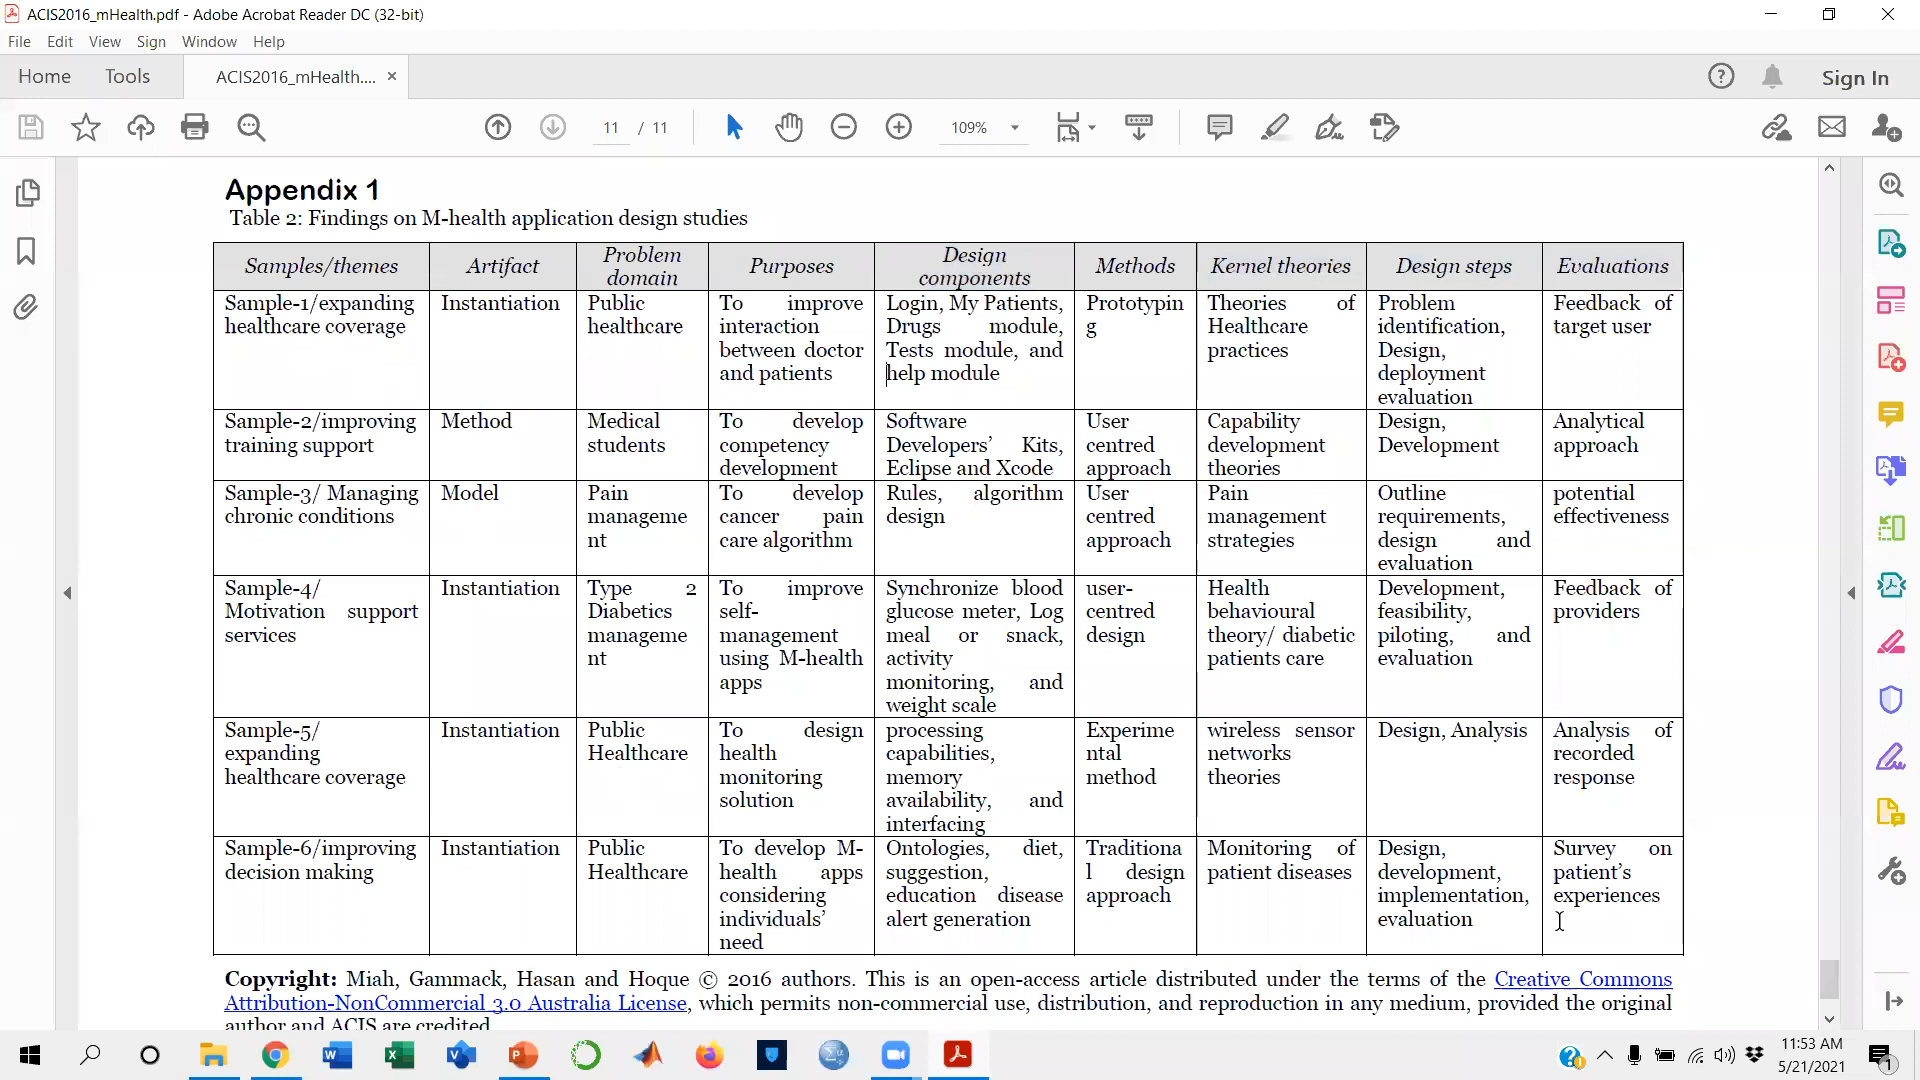 ACIS2016_mHealth.pdf - Adobe Acrobat Reader DC (32-bit)
File Edit View Sign Window Help
Home Tools ACIS2016_mHealth.... × Sign In
11 / 11 109%
Appendix 1
Table 2: Findings on M-health application design studies
Samples/themes
Artifact
Problem
domain
Purposes
Design
components
Methods
Kernel theories
Design steps
Evaluations
Sample-1/expanding
healthcare coverage
Instantiation
Public
healthcare
To improve
interaction
between doctor
and patients
Login, My Patients,
Drugs module,
Tests module, and
help module
Prototypin
g
Theories of
Healthcare
practices
Problem
identification,
Design,
deployment
evaluation
Feedback of
target user
Sample-2/improving
training support
Method
Medical
students
To develop
competency
development
Software
Developers’ Kits,
Eclipse and Xcode
User
centred
approach
Capability
development
theories
Design,
Development
Analytical
approach
Sample-3/ Managing
chronic conditions
Model
Pain
manageme
nt
To develop
cancer pain
care algorithm
Rules, algorithm
design
User
centred
approach
Pain
management
strategies
Outline
requirements,
design and
evaluation
potential
effectiveness
Sample-4/
Motivation support
services
Instantiation
Type 2
Diabetics
manageme
nt
To improve
self-
management
using M-health
apps
Synchronize blood
glucose meter, Log
meal or snack,
activity
monitoring, and
weight scale
user-
centred
design
Health
behavioural
theory/ diabetic
patients care
Development,
feasibility,
piloting, and
evaluation
Feedback of
providers
Sample-5/
expanding
healthcare coverage
Instantiation
Public
Healthcare
To design
health
monitoring
solution
processing
capabilities,
memory
availability, and
interfacing
Experime
ntal
method
wireless sensor
networks
theories
Design, Analysis
Analysis of
recorded
response
Sample-6/improving
decision making
Instantiation
Public
Healthcare
To develop M-
health apps
considering
individuals’
need
Ontologies, diet,
suggestion,
education disease
alert generation
Traditiona
l design
approach
Monitoring of
patient diseases
Design,
development,
implementation,
evaluation
Survey on
patient’s
experiences
Copyright: Miah, Gammack, Hasan and Hoque © 2016 authors. This is an open-access article distributed under the terms of the Creative Commons
Attribution-NonCommercial 3.0 Australia License, which permits non-commercial use, distribution, and reproduction in any medium, provided the original
author and ACIS are credited
11:53 AM
5/21/2021
1